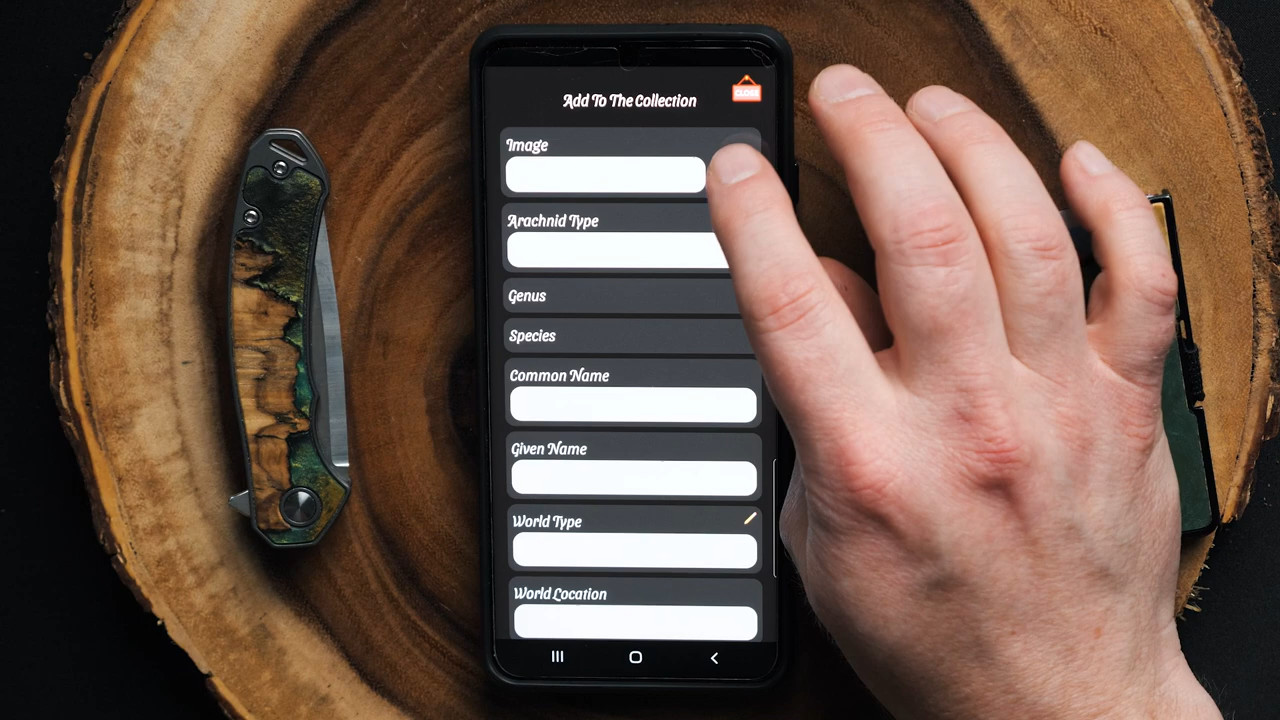 Add To The Collection
CLOSE
Image
Arachnid Type
Genus
Species
Common Name
Given Name
World Type
World Location